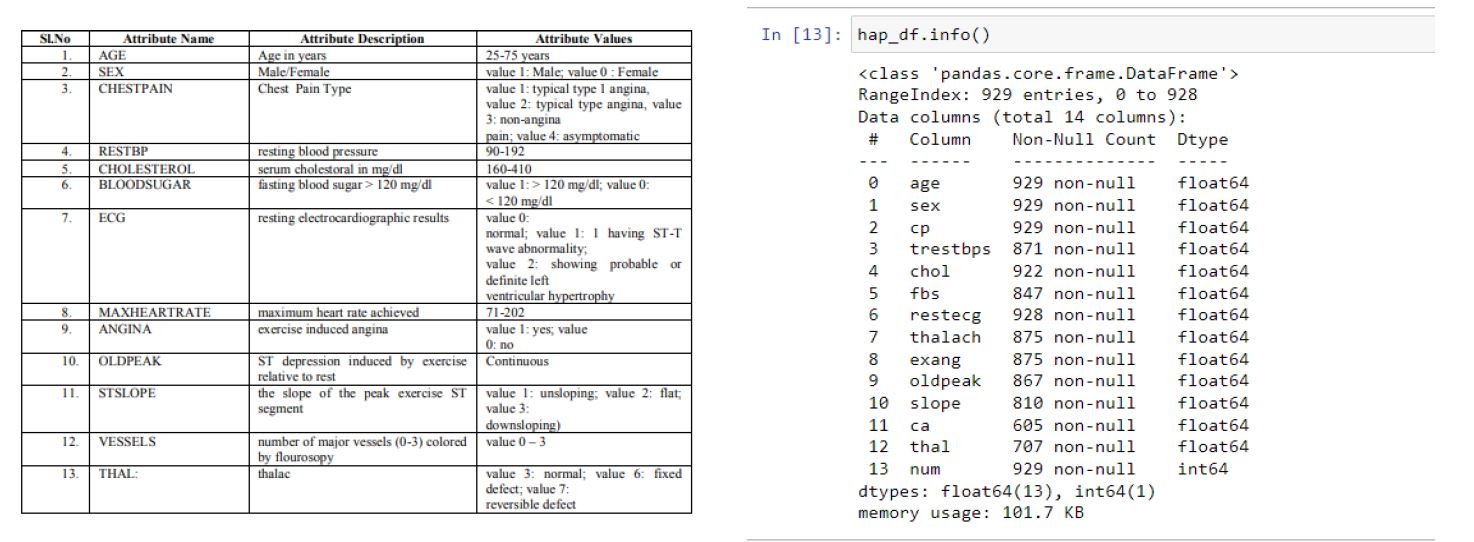 Sl.No Attribute Name Attribute Description Attribute Values
1. AGE Age in years 25-75 years
2. SEX Male/Female value 1: Male; value 0 : Female
3. CHESTPAIN Chest Pain Type value 1: typical type 1 angina,
value 2: typical type angina, value
3: non-angina
pain; value 4: asymptomatic
4. RESTBP resting blood pressure 90-192
5. CHOLESTEROL serum cholestoral in mg/dl 160-410
6. BLOODSUGAR fasting blood sugar > 120 mg/dl value 1: > 120 mg/dl; value 0:
< 120 mg/dl
7. ECG resting electrocardiographic results value 0:
normal; value 1: 1 having ST-T
wave abnormality;
value 2: showing probable or
definite left
ventricular hypertrophy
8. MAXHEARTRATE maximum heart rate achieved 71-202
9. ANGINA exercise induced angina value 1: yes; value
0: no
10. OLDPEAK ST depression induced by exercise Continuous
relative to rest
11. STSLOPE the slope of the peak exercise ST value 1: unsloping; value 2: flat;
segment value 3:
downsloping)
12. VESSELS number of major vessels (0-3) colored value 0 – 3
by flourosopy
13. THAL: thalac value 3: normal; value 6: fixed
defect; value 7:
reversible defect
In [13]: hap_df.info()
<class 'pandas.core.frame.DataFrame'>
RangeIndex: 929 entries, 0 to 928
Data columns (total 14 columns):
# Column Non-Null Count Dtype
--- ------ -------------- -----
0 age 929 non-null float64
1 sex 929 non-null float64
2 cp 929 non-null float64
3 trestbps 871 non-null float64
4 chol 922 non-null float64
5 fbs 847 non-null float64
6 restecg 928 non-null float64
7 thalach 875 non-null float64
8 exang 875 non-null float64
9 oldpeak 867 non-null float64
10 slope 810 non-null float64
11 ca 605 non-null float64
12 thal 707 non-null float64
13 num 929 non-null int64
dtypes: float64(13), int64(1)
memory usage: 101.7 KB